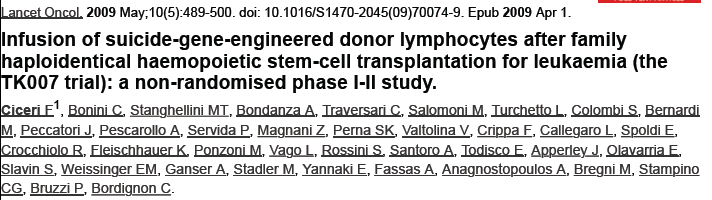 Lancet Oncol. 2009 May;10(5):489-500. doi: 10.1016/S1470-2045(09)70074-9. Epub 2009 Apr 1.
Infusion of suicide-gene-engineered donor lymphocytes after family
haploidentical haemopoietic stem-cell transplantation for leukaemia (the
TK007 trial): a non-randomised phase I-II study.
Ciceri F1, Bonini C, Stanghellini MT, Bondanza A, Traversari C, Salomoni M, Turchetto L, Colombi S, Bernardi
M, Peccatori J, Pescarollo A, Servida P, Magnani Z, Perna SK, Valtolina V, Crippa F, Callegaro L, Spoldi E,
Crocchiolo R, Fleischhauer K, Ponzoni M, Vago L, Rossini S, Santoro A, Todisco E, Apperley J, Olavarria E,
Slavin S, Weissinger EM, Ganser A, Stadler M, Yannaki E, Fassas A, Anagnostopoulos A, Bregni M, Stampino
CG, Bruzzi P, Bordignon C.